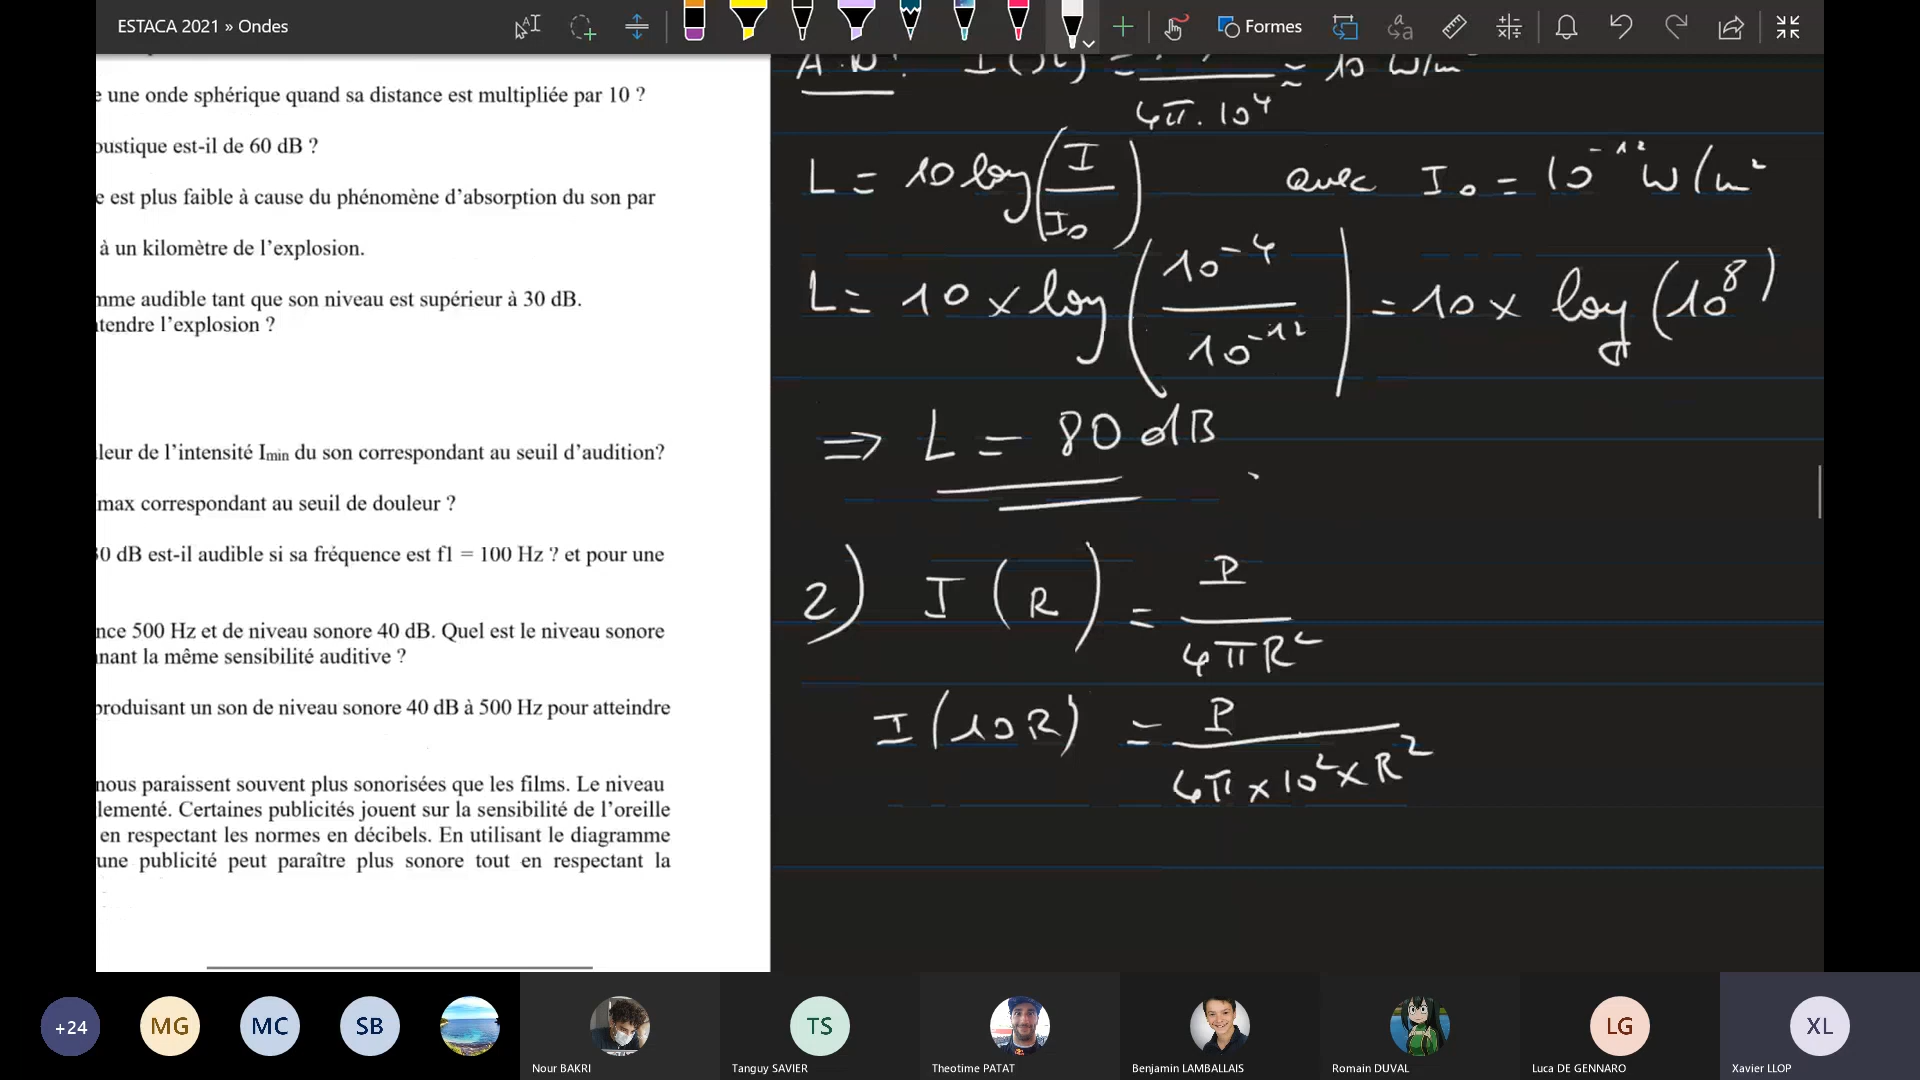 ESTACA 2021 » Ondes
Formes
e une onde sphérique quand sa distance est multipliée par 10 ?
oustique est-il de 60 dB ?
e est plus faible à cause du phénomène d'absorption du son par
à un kilomètre de l'explosion.
mme audible tant que son niveau est supérieur à 30 dB.
ntendre l'explosion ?
leur de l'intensité Imin du son correspondant au seuil d'audition?
max correspondant au seuil de douleur ?
30 dB est-il audible si sa fréquence est f1 = 100 Hz ? et pour une
nce 500 Hz et de niveau sonore 40 dB. Quel est le niveau sonore
nnant la même sensibilité auditive ?
produisant un son de niveau sonore 40 dB à 500 Hz pour atteindre
nous paraissent souvent plus sonorisées que les films. Le niveau
lementé. Certaines publicités jouent sur la sensibilité de l'oreille
en respectant les normes en décibels. En utilisant le diagramme
une publicité peut paraître plus sonore tout en respectant la
4π . 10⁴
L = 10 log(I/I₀) avec I₀ = 10⁻¹² W/m²
L = 10 × log(10⁻⁴/10⁻¹²) = 10 × log(10⁸)
⇒ L = 80 dB
2) I(R) = P/4πR²
I(10R) = P/4π×10²×R²
+24
MG
MC
SB
TS
LG
XL
Nour BAKRI
Tanguy SAVIER
Theotime PATAT
Benjamin LAMBALLAIS
Romain DUVAL
Luca DE GENNARO
Xavier LLOP